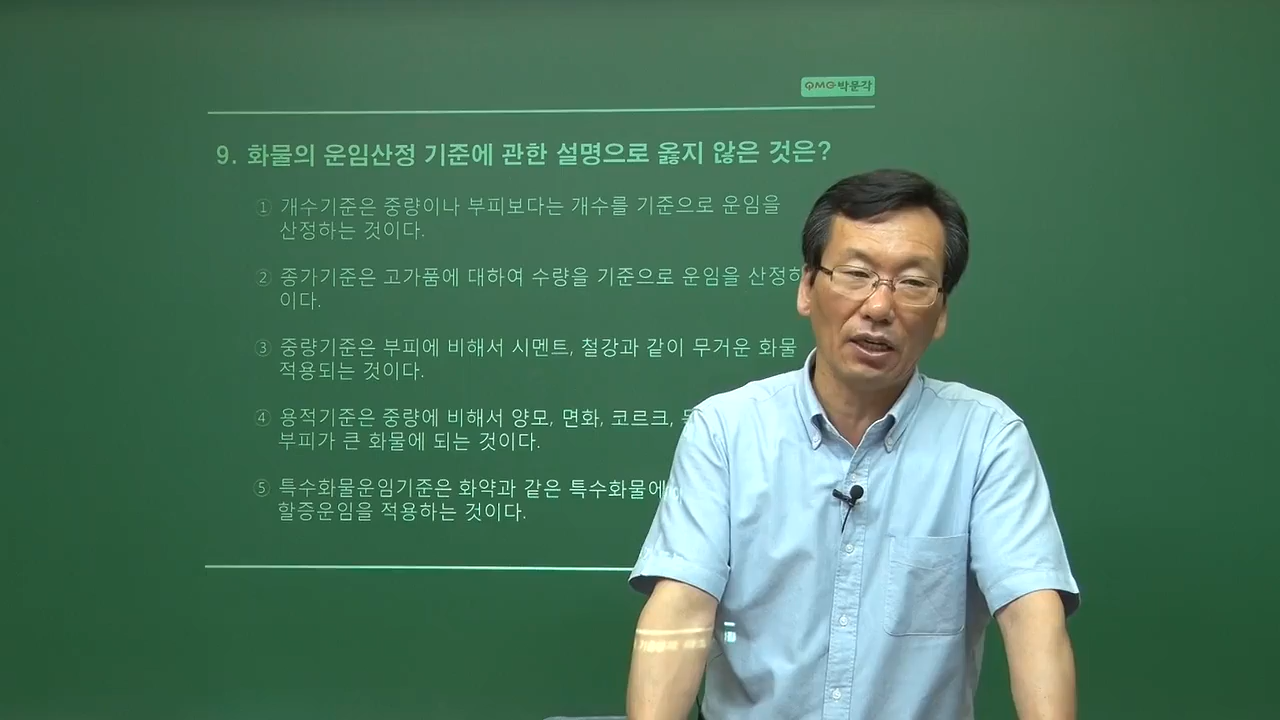 QMG박문각
9. 화물의 운임산정 기준에 관한 설명으로 옳지 않은 것은?
① 개수기준은 중량이나 부피보다는 개수를 기준으로 운임을
산정하는 것이다.
② 종가기준은 고가품에 대하여 수량을 기준으로 운임을 산정하
이다.
③ 중량기준은 부피에 비해서 시멘트, 철강과 같이 무거운 화물
적용되는 것이다.
④ 용적기준은 중량에 비해서 양모, 면화, 코르크,
부피가 큰 화물에 되는 것이다.
⑤ 특수화물운임기준은 화약과 같은 특수화물에
할증운임을 적용하는 것이다.